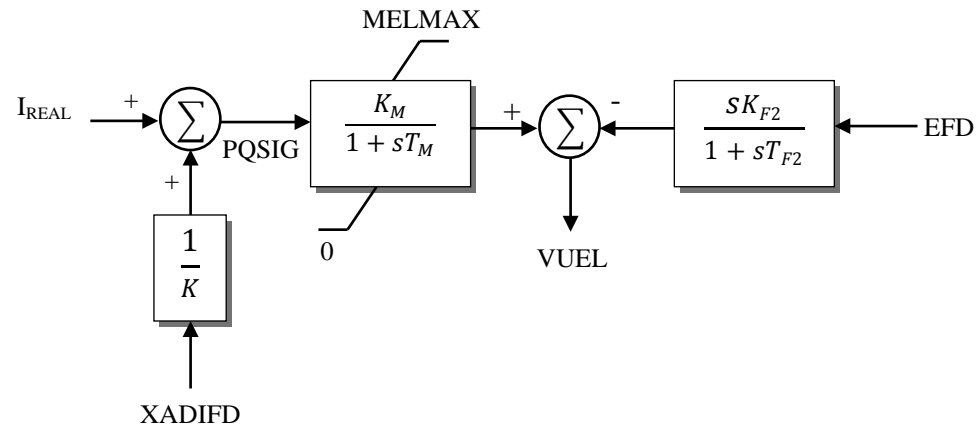 MELMAX
I_REAL
+
∑
PQSIG
K_M / (1 + sT_M)
+
∑
-
sK_F2 / (1 + sT_F2)
EFD
+
0
VUEL
1 / K
XADIFD